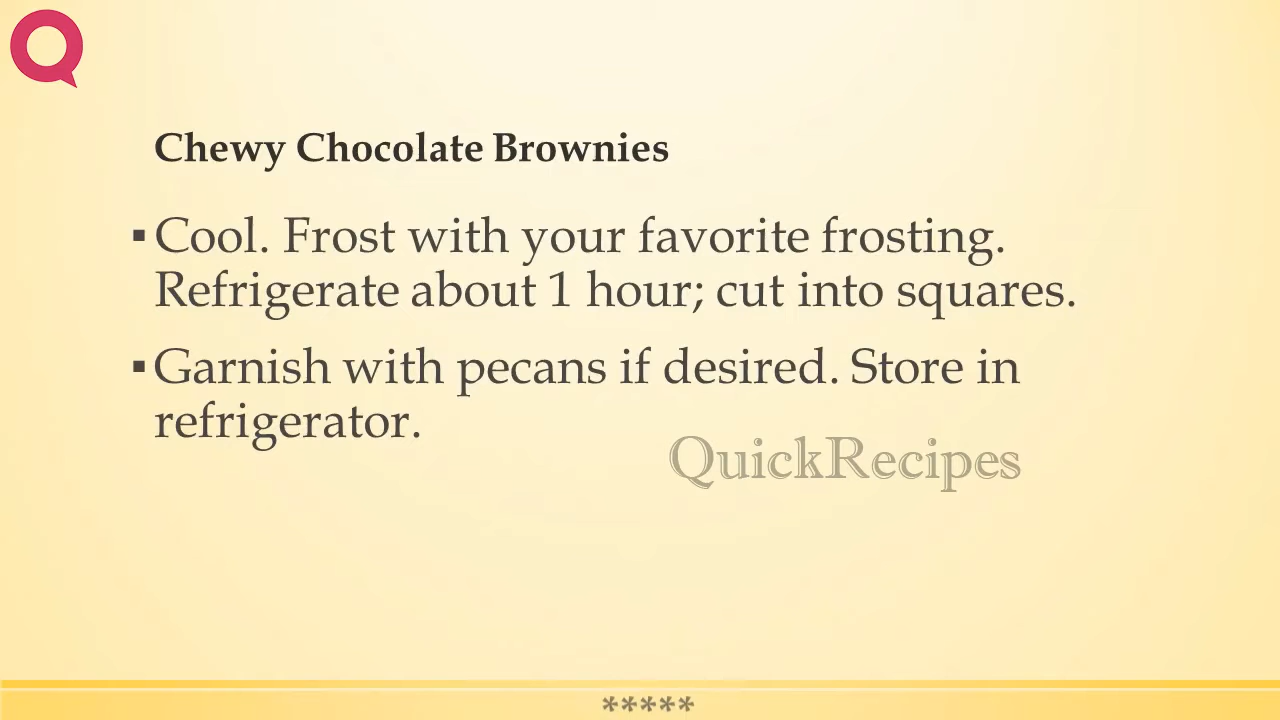 Chewy Chocolate Brownies
▪ Cool. Frost with your favorite frosting.
Refrigerate about 1 hour; cut into squares.
▪ Garnish with pecans if desired. Store in
refrigerator.
QuickRecipes
*****